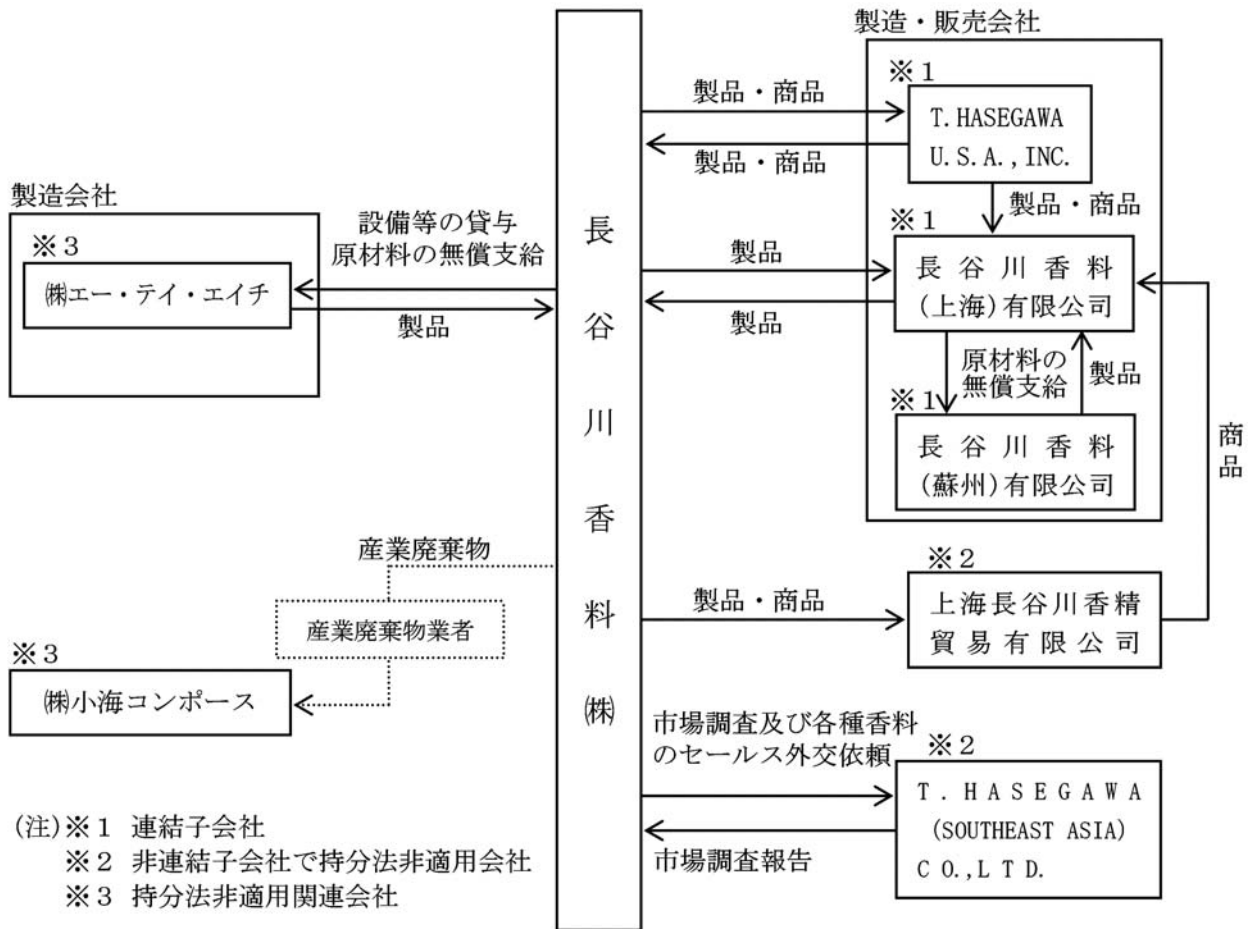 製造・販売会社
※1
製品・商品
T.HASEGAWA
U.S.A.,INC.
製品・商品
製品・商品
製造会社
※3
㈱エー・テイ・エイチ
設備等の貸与
原材料の無償支給
製品
長谷川香料㈱
※1
製品
長谷川香料
(上海)有限公司
製品
原材料の
無償支給
製品
※1
長谷川香料
(蘇州)有限公司
商品
産業廃棄物
産業廃棄物業者
※3
㈱小海コンポース
※2
製品・商品
上海長谷川香精
貿易有限公司
市場調査及び各種香料
のセールス外交依頼
※2
T.HASEGAWA
(SOUTHEAST ASIA)
CO.,LTD.
市場調査報告
(注)※1 連結子会社
※2 非連結子会社で持分法非適用会社
※3 持分法非適用関連会社